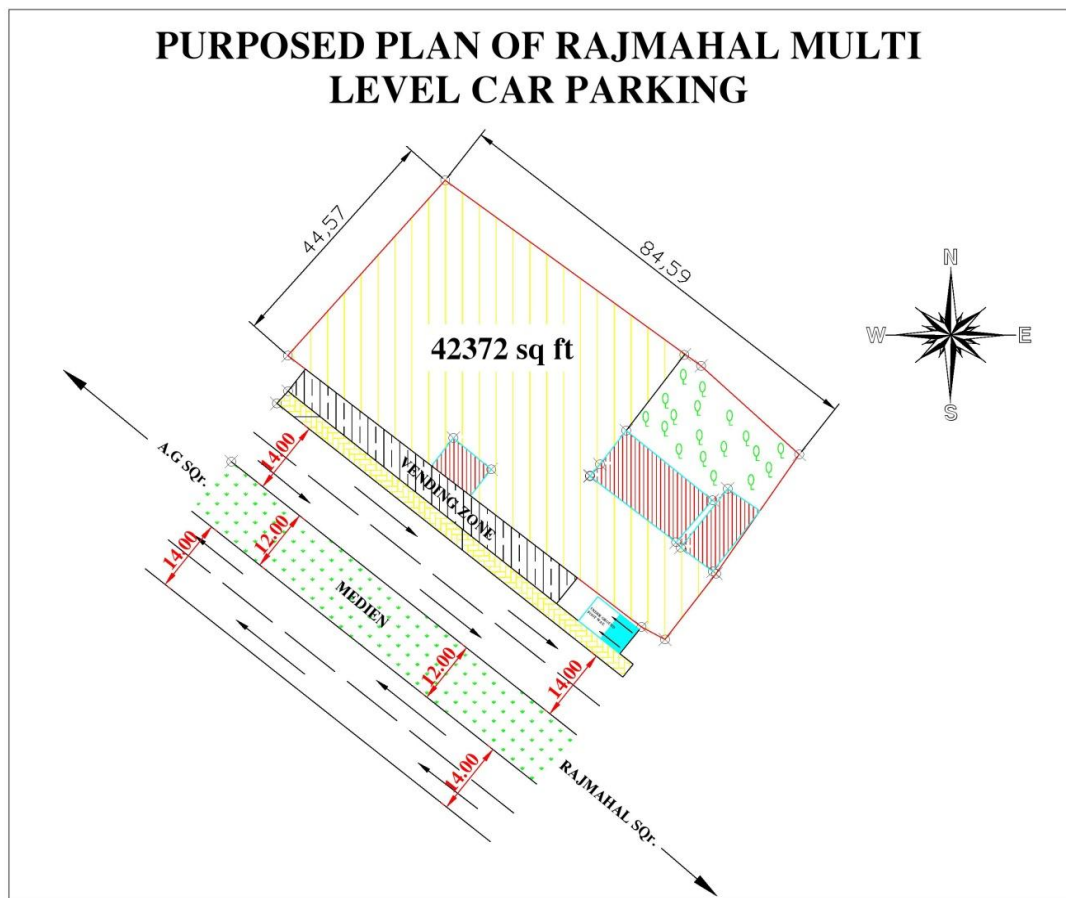 PURPOSED PLAN OF RAJMAHAL MULTI
LEVEL CAR PARKING
44,57
84,59
N
W
E
S
42372 sq ft
A.G SQr.
14.00
VENDING ZONE
12.00
14.00
MEDIEN
12.00
14.00
14.00
RAJMAHAL SQr.